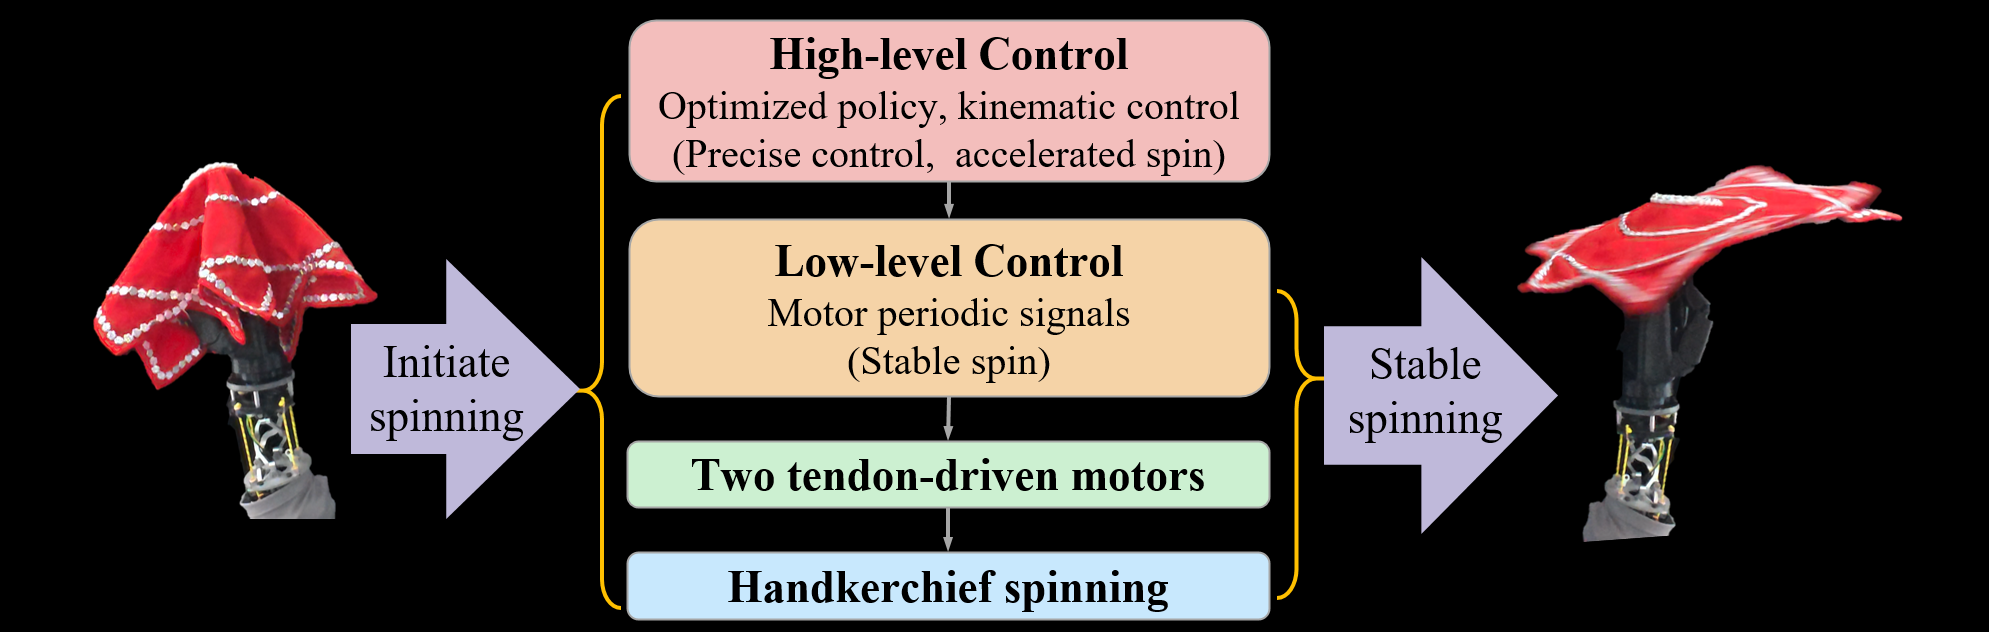 High-level Control
Optimized policy, kinematic control
(Precise control,  accelerated spin)
Low-level Control
Motor periodic signals
(Stable spin)
Two tendon-driven motors
Handkerchief spinning
Initiate
spinning
Stable
spinning